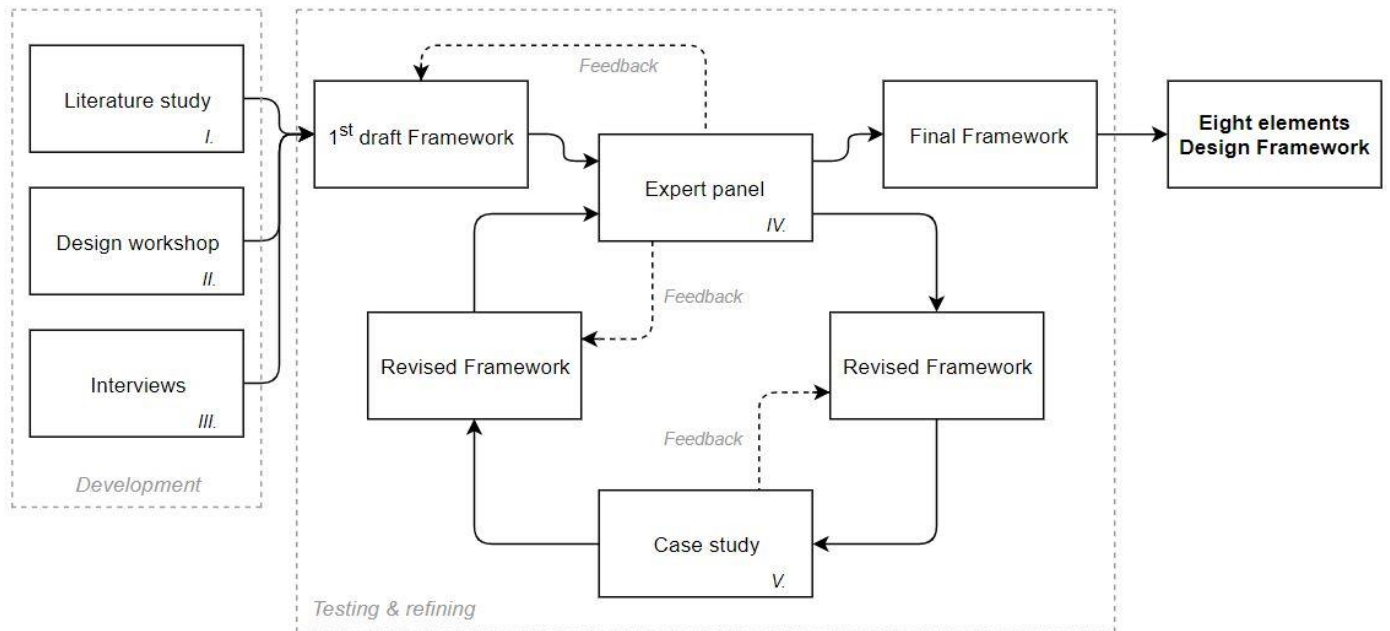 Literature study
I.
Design workshop
II.
Interviews
III.
Development
Feedback
1st draft Framework
Expert panel
IV.
Final Framework
Eight elements
Design Framework
Feedback
Revised Framework
Revised Framework
Feedback
Case study
V.
Testing & refining